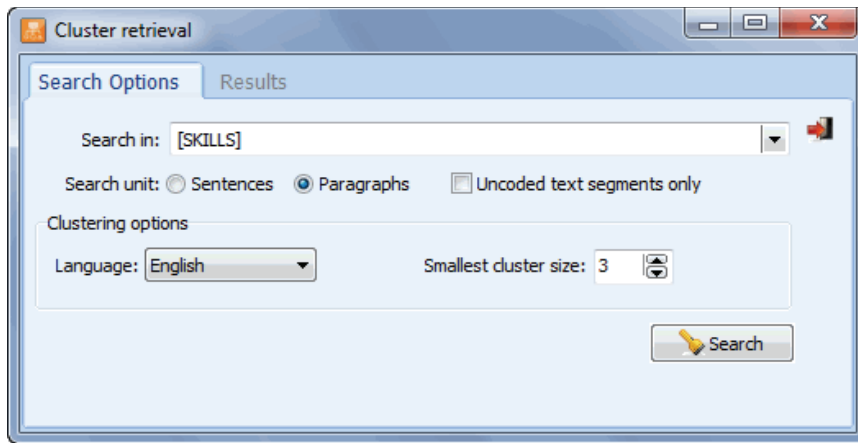 Cluster retrieval
Search Options Results
Search in: [SKILLS]
Search unit: Sentences Paragraphs Uncoded text segments only
Clustering options
Language: English Smallest cluster size: 3
Search